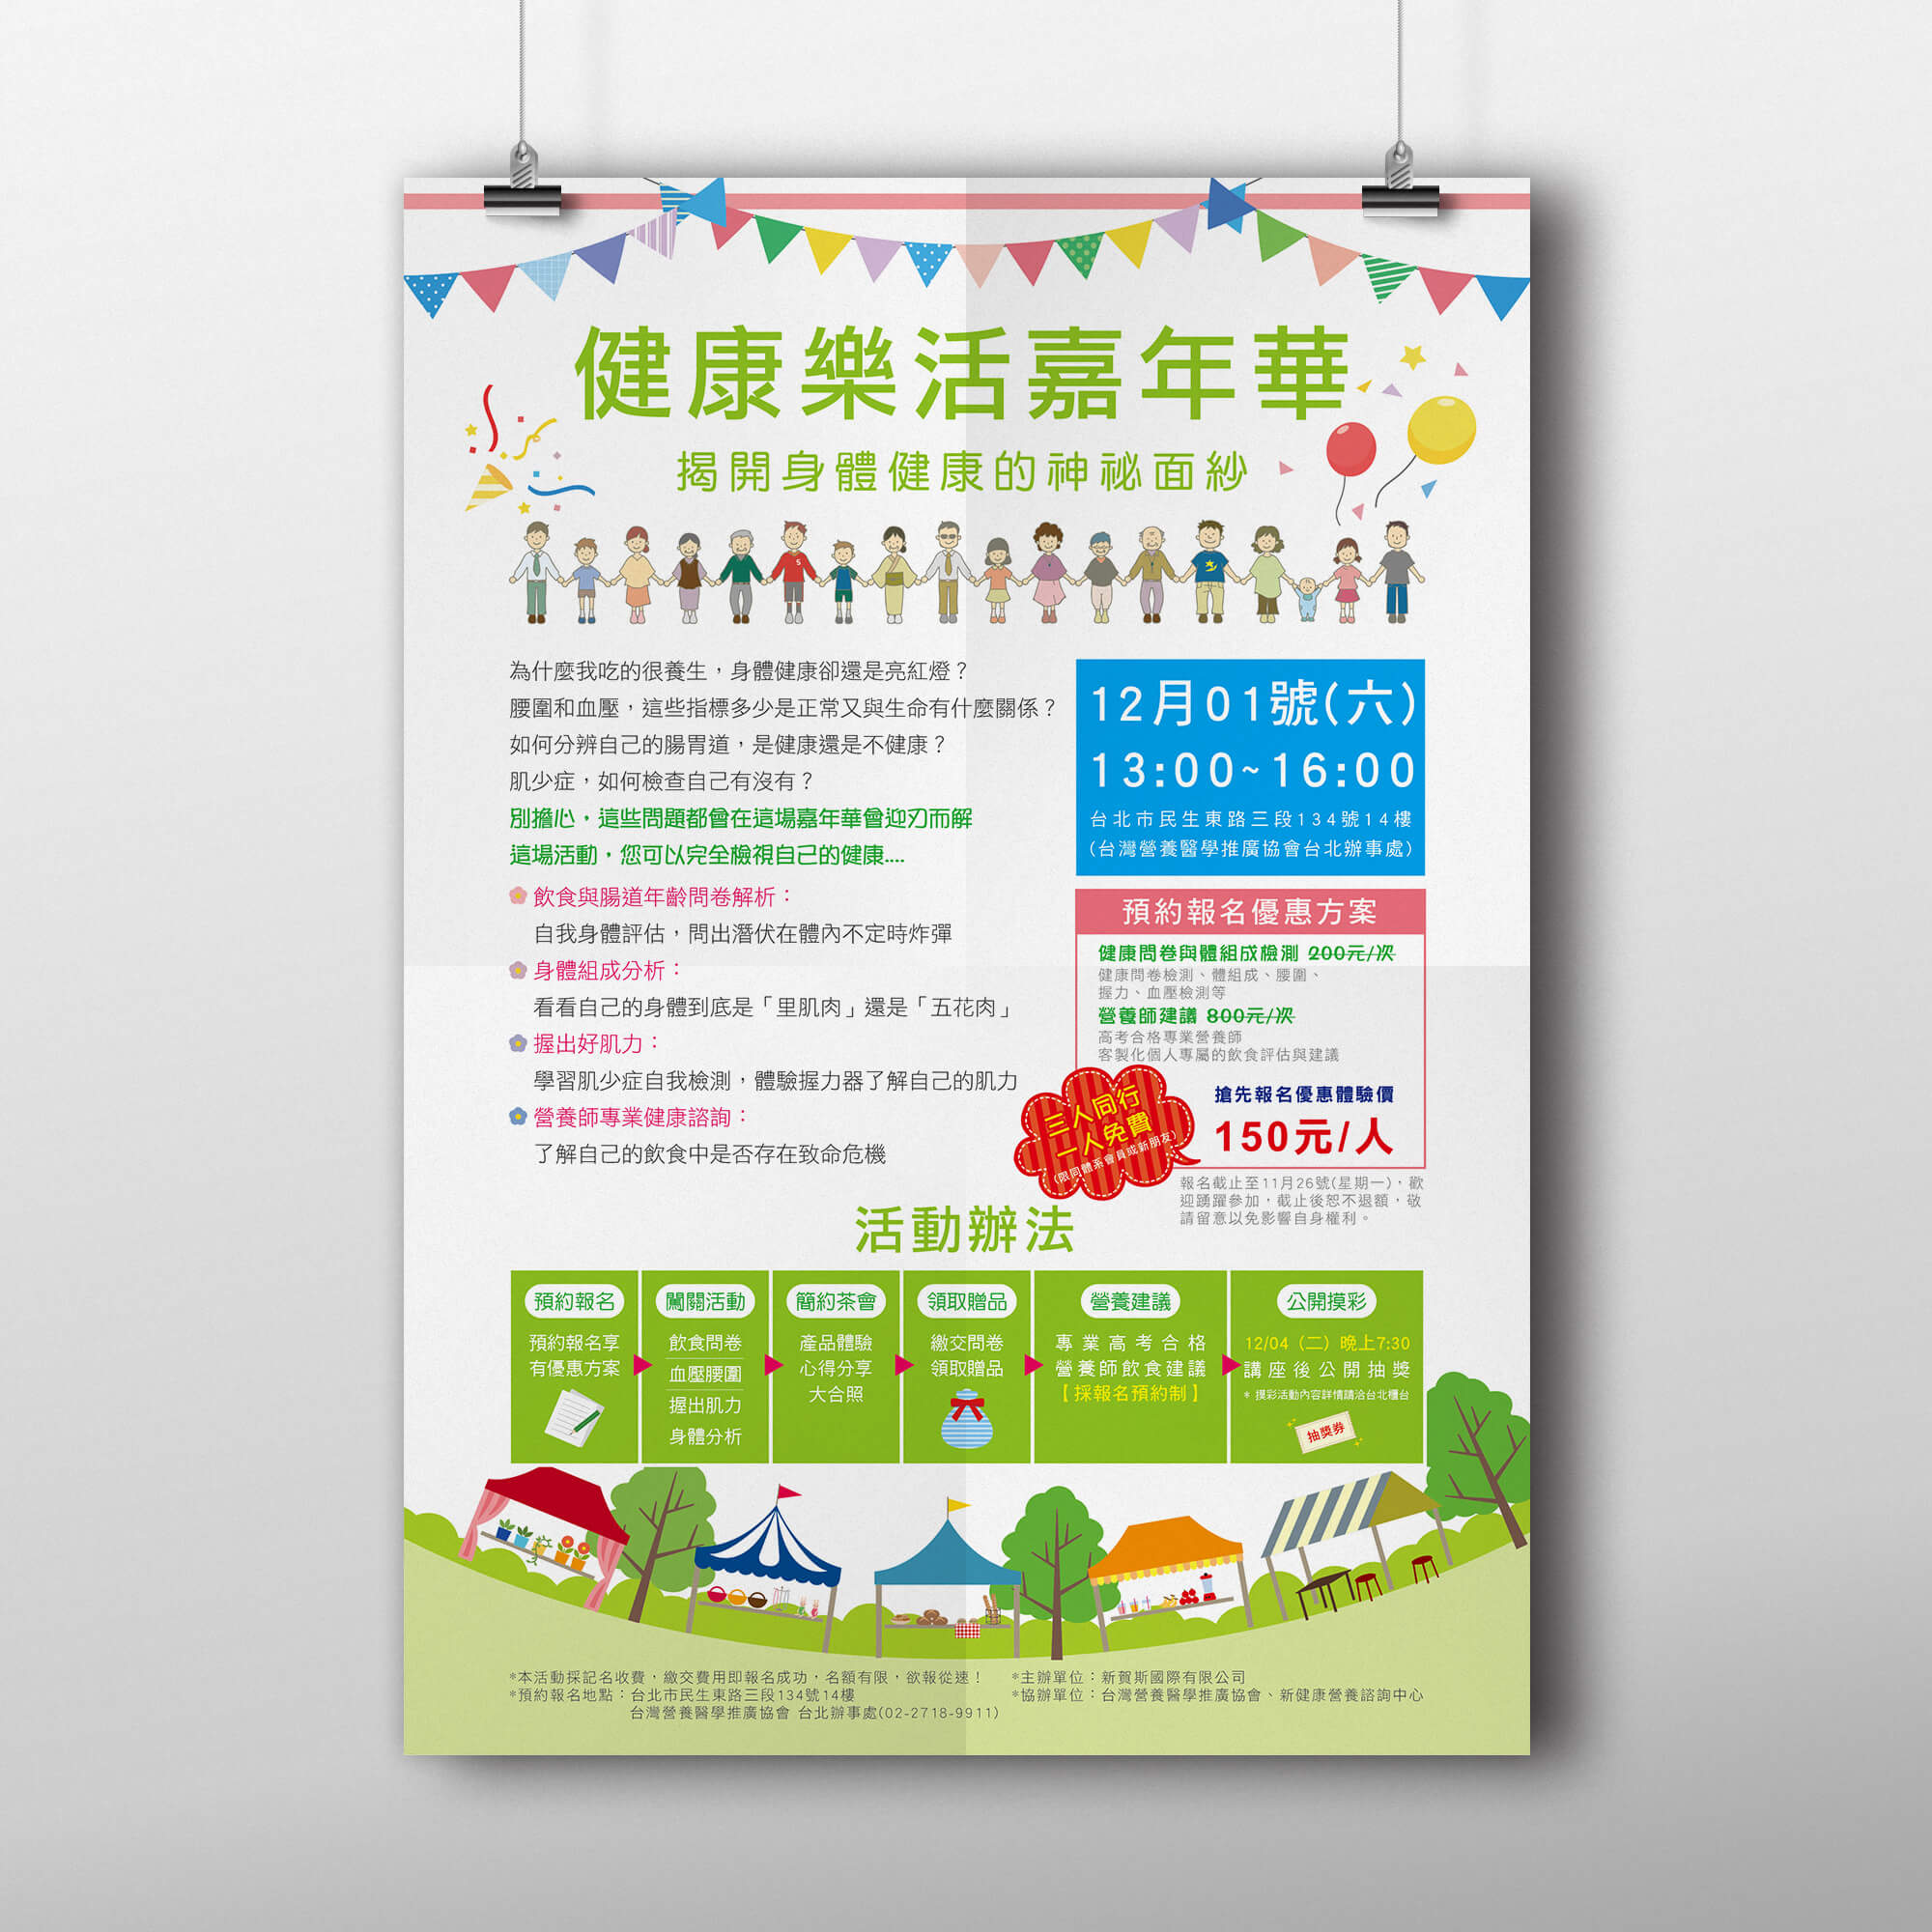 健康樂活嘉年華
揭開身體健康的神祕面紗
為什麼我吃的很養生，身體健康卻還是亮紅燈？
腰圍和血壓，這些指標多少是正常又與生命有什麼關係？
如何分辨自己的腸胃道，是健康還是不健康？
肌少症，如何檢查自己有沒有？
別擔心，這些問題都會在這場嘉年華會迎刃而解
這場活動，您可以完全檢視自己的健康....
飲食與腸道年齡問卷解析：
自我身體評估，問出潛伏在體內不定時炸彈
身體組成分析：
看看自己的身體到底是「里肌肉」還是「五花肉」
握出好肌力：
學習肌少症自我檢測，體驗握力器了解自己的肌力
營養師專業健康諮詢：
了解自己的飲食中是否存在致命危機
12月01號(六)
13:00~16:00
台北市民生東路三段134號14樓
(台灣營養醫學推廣協會台北辦事處)
預約報名優惠方案
健康問卷與體組成檢測 200元/次
健康問卷檢測、體組成、腰圍、
握力、血壓檢測等
營養師建議 800元/次
高考合格專業營養師
客製化個人專屬的飲食評估與建議
搶先報名優惠體驗價
150元/人
三人同行
一人免費
(限同體系會員或新朋友)
報名截止至11月26號(星期一)，歡
迎踴躍參加，截止後恕不退額，敬
請留意以免影響自身權利。
活動辦法
預約報名
預約報名享
有優惠方案
闖關活動
飲食問卷
血壓腰圍
握出肌力
身體分析
簡約茶會
產品體驗
心得分享
大合照
領取贈品
繳交問卷
領取贈品
營養建議
專業高考合格
營養師飲食建議
【採報名預約制】
公開摸彩
12/04（二）晚上7:30
講座後公開抽獎
* 摸彩活動內容詳情請洽台北櫃台
抽獎券
*本活動採記名收費，繳交費用即報名成功，名額有限，欲報從速！
*預約報名地點：台北市民生東路三段134號14樓
台灣營養醫學推廣協會 台北辦事處(02-2718-9911)
*主辦單位：新賀斯國際有限公司
*協辦單位：台灣營養醫學推廣協會、新健康營養諮詢中心